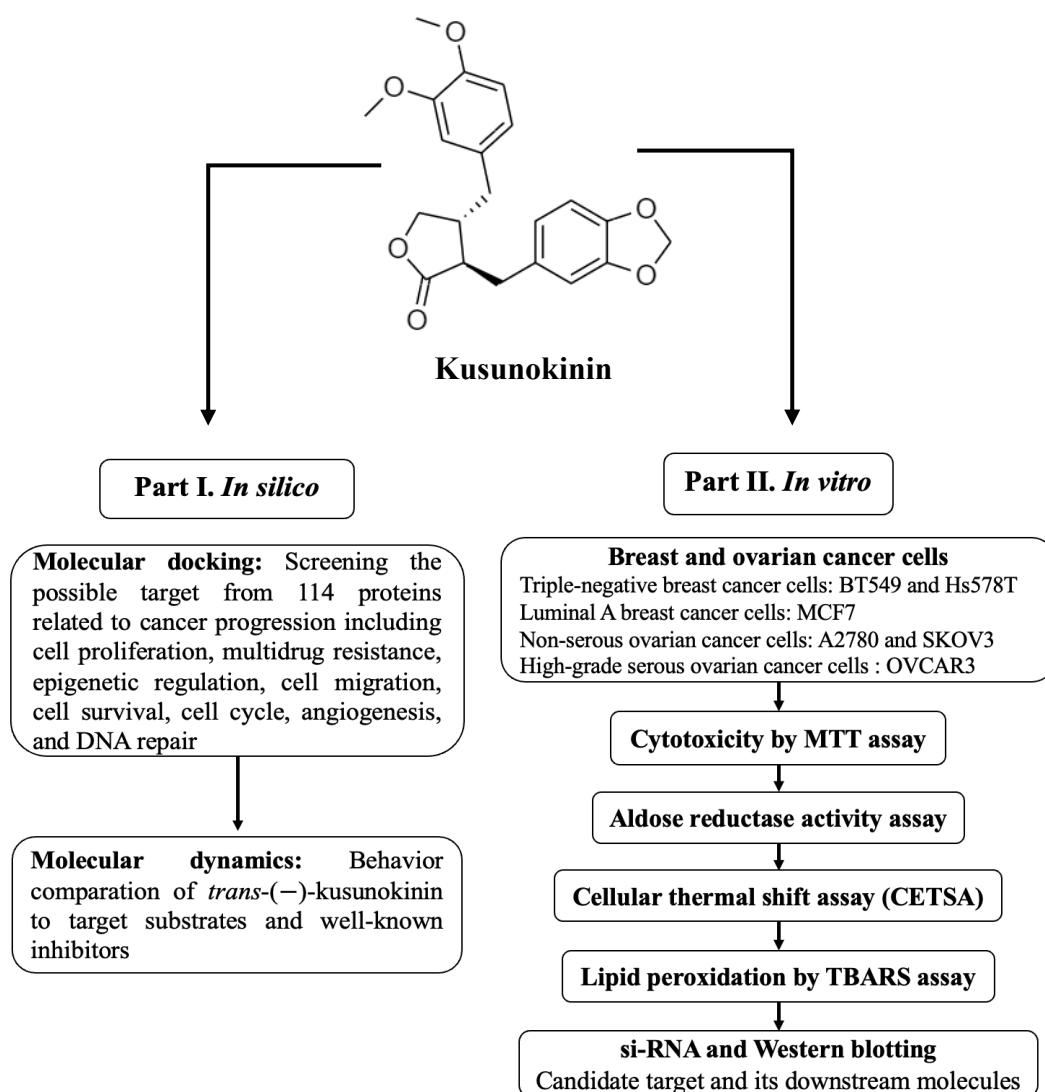 O
O
O
O
O
O
Kusunokinin
Part I. In silico
Molecular docking: Screening the
possible target from 114 proteins
related to cancer progression including
cell proliferation, multidrug resistance,
epigenetic regulation, cell migration,
cell survival, cell cycle, angiogenesis,
and DNA repair
Molecular dynamics: Behavior
comparation of trans-(−)-kusunokinin
to target substrates and well-known
inhibitors
Part II. In vitro
Breast and ovarian cancer cells
Triple-negative breast cancer cells: BT549 and Hs578T
Luminal A breast cancer cells: MCF7
Non-serous ovarian cancer cells: A2780 and SKOV3
High-grade serous ovarian cancer cells : OVCAR3
Cytotoxicity by MTT assay
Aldose reductase activity assay
Cellular thermal shift assay (CETSA)
Lipid peroxidation by TBARS assay
si-RNA and Western blotting
Candidate target and its downstream molecules